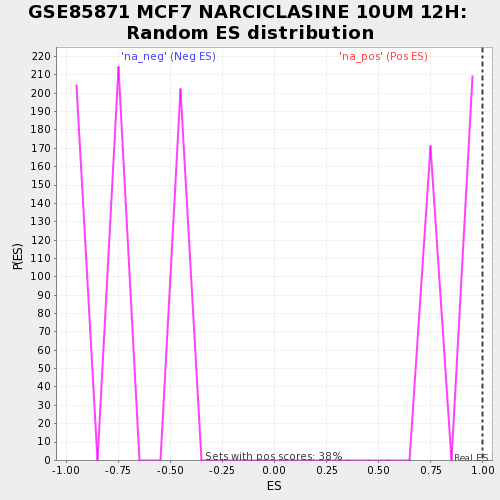 GSE85871 MCF7 NARCICLASINE 10UM 12H:
Random ES distribution
'na_neg' (Neg ES)
'na_pos' (Pos ES)
220
210
200
190
180
170
160
150
140
130
120
110
100
90
80
70
60
50
40
30
20
10
0
P(ES)
Sets with pos scores: 38%
Real ES
-1.00 -0.75 -0.50 -0.25 0.00 0.25 0.50 0.75 1.00
ES